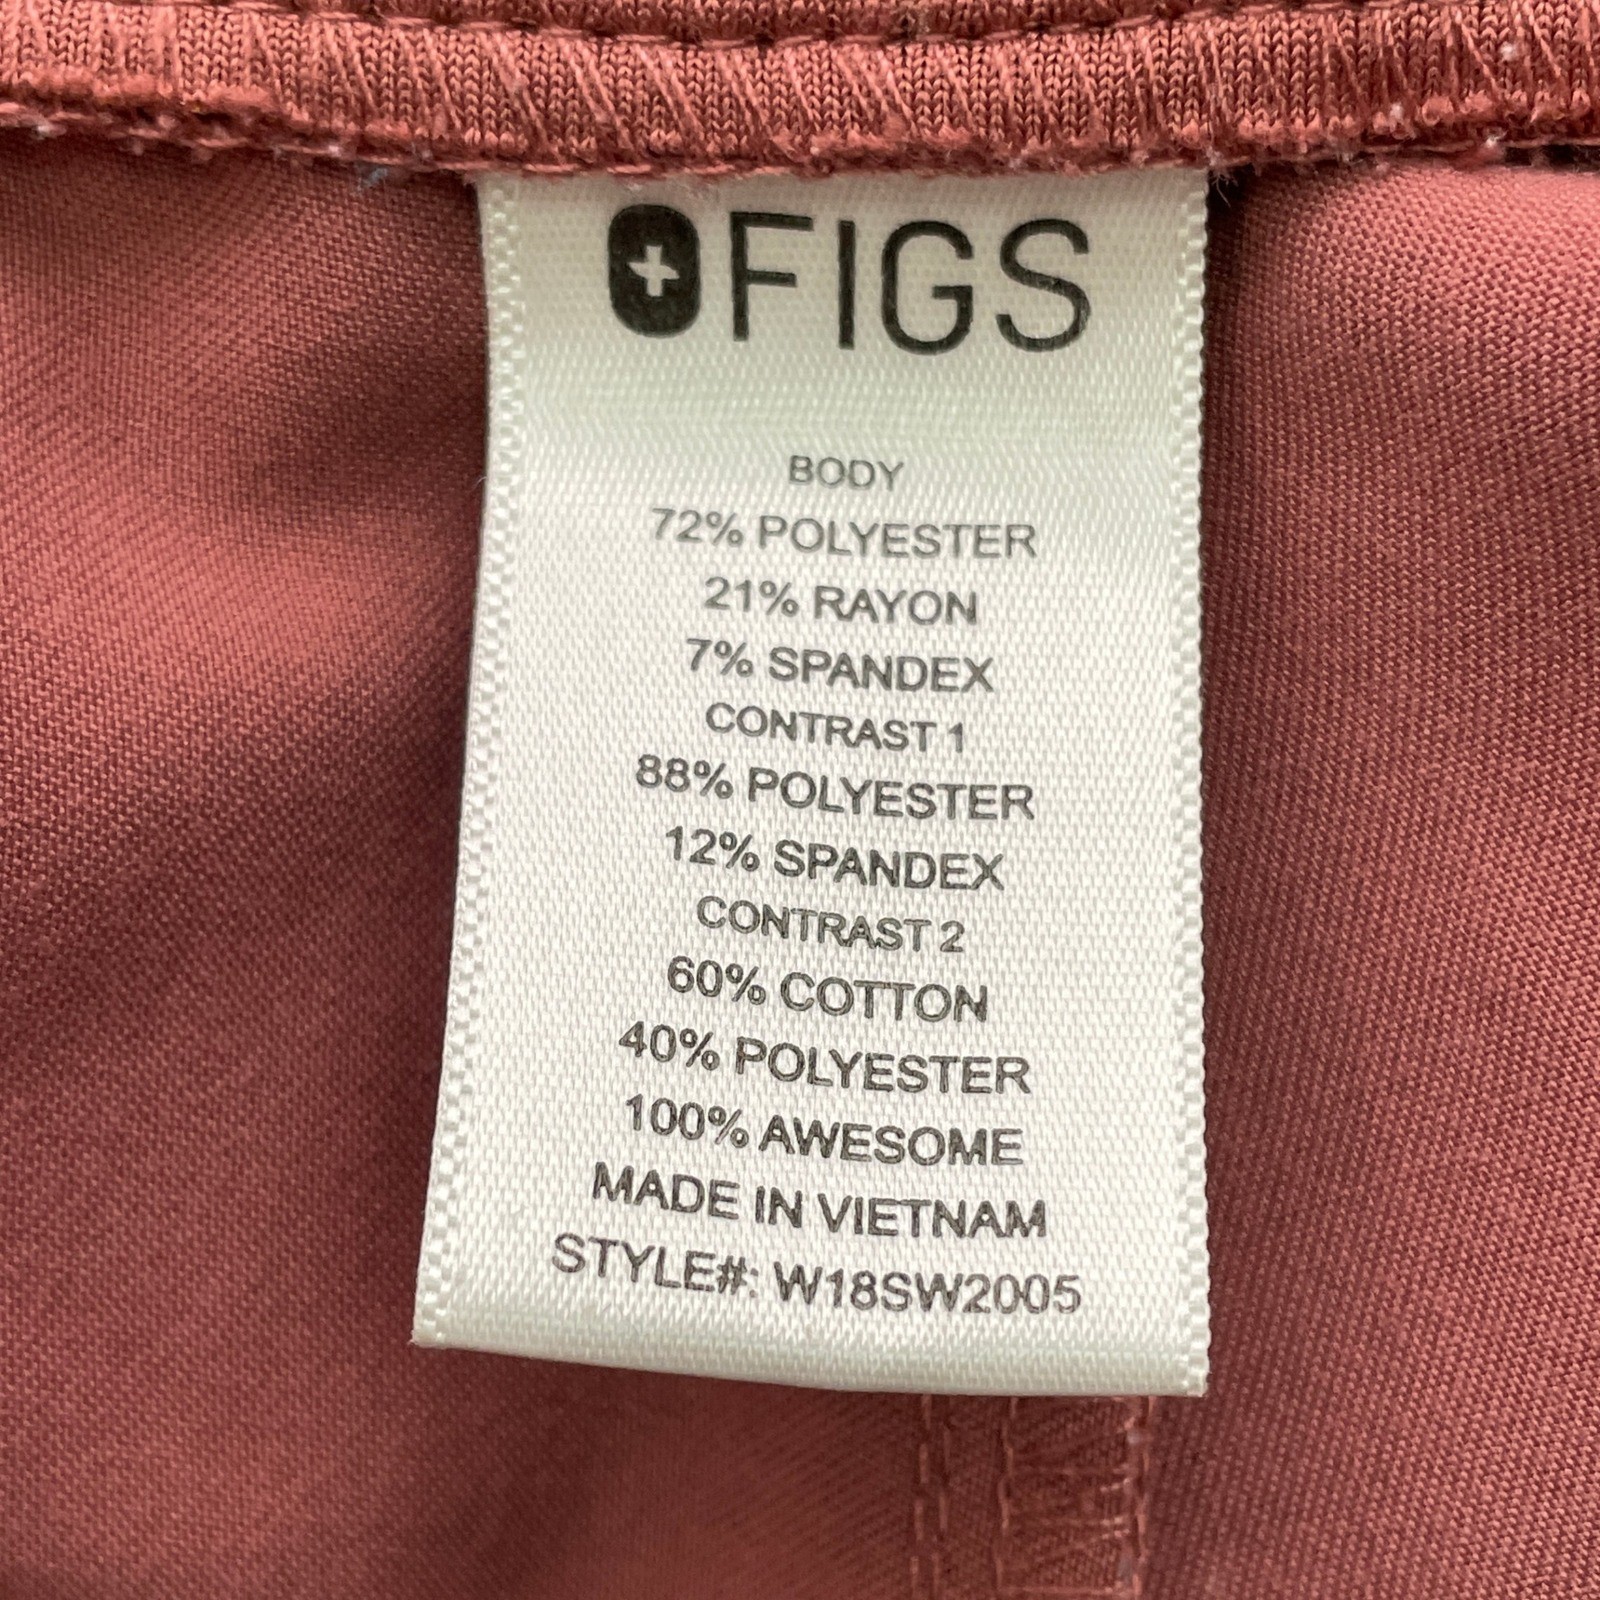 FIGS
BODY
72% POLYESTER
21% RAYON
7% SPANDEX
CONTRAST 1
88% POLYESTER
12% SPANDEX
CONTRAST 2
60% COTTON
40% POLYESTER
100% AWESOME
MADE IN VIETNAM
STYLE#: W18SW2005